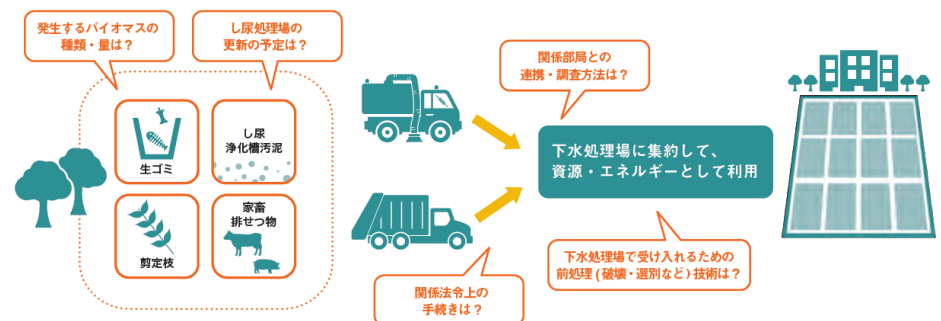 発生するバイオマスの
種類・量は？
し尿処理場の
更新の予定は？
生ゴミ
し尿
浄化槽汚泥
剪定枝
家畜
排せつ物
関係部局との
連携・調査方法は？
下水処理場に集約して、
資源・エネルギーとして利用
関係法令上の
手続きは？
下水処理場で受け入れるための
前処理(破壊・選別など)技術は？